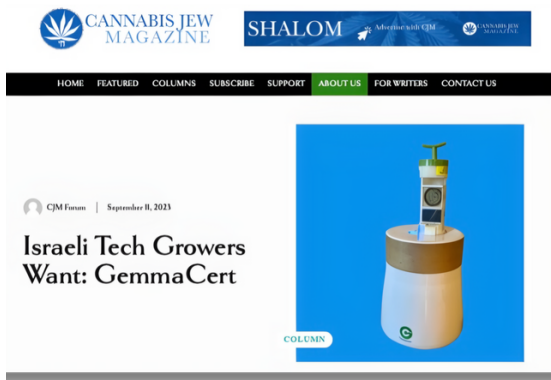 CANNABIS JEW
MAGAZINE
SHALOM
Advertise with CJM
CANNABIS JEW
MAGAZINE
HOME FEATURED COLUMNS SUBSCRIBE SUPPORT ABOUT US FOR WRITERS CONTACT US
CJM Forum | September 11, 2023
Israeli Tech Growers
Want: GemmaCert
COLUMN